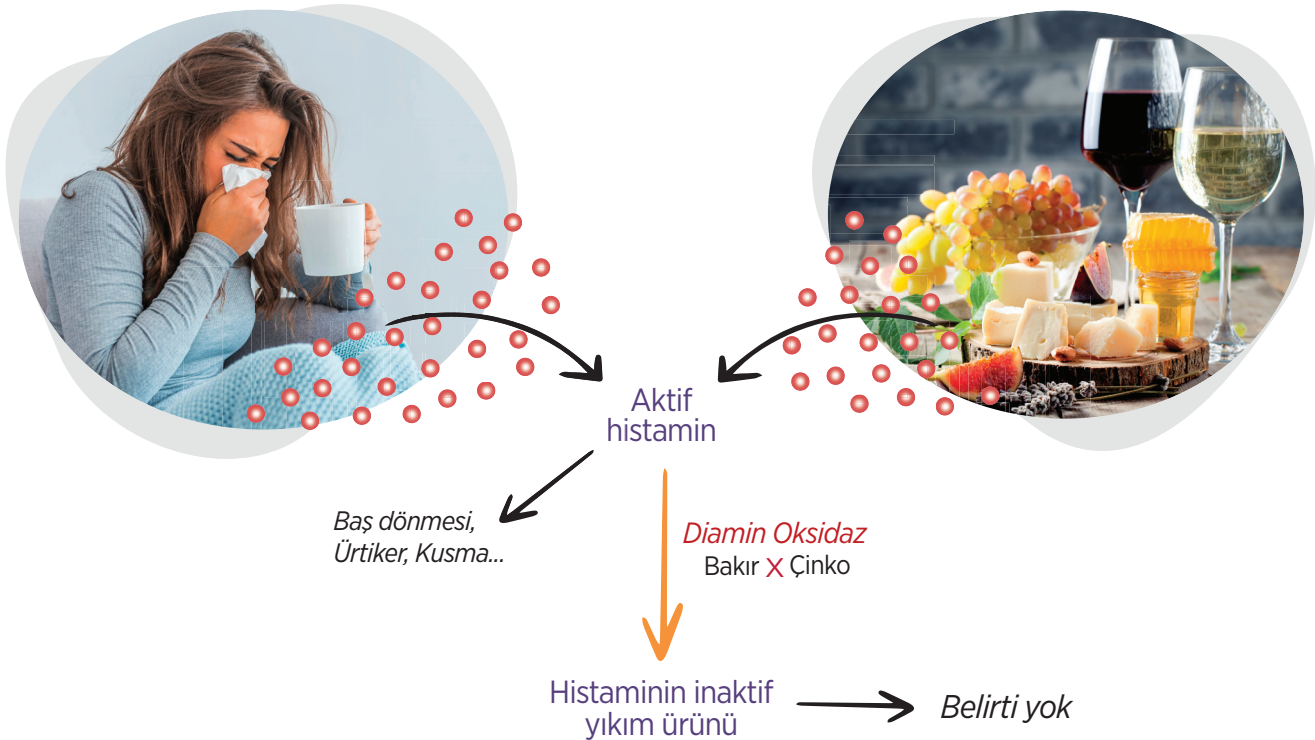 Aktif
histamin
Baş dönmesi,
Ürtiker, Kusma...
Diamin Oksidaz
Bakır X Çinko
Histaminin inaktif
yıkım ürünü
Belirti yok